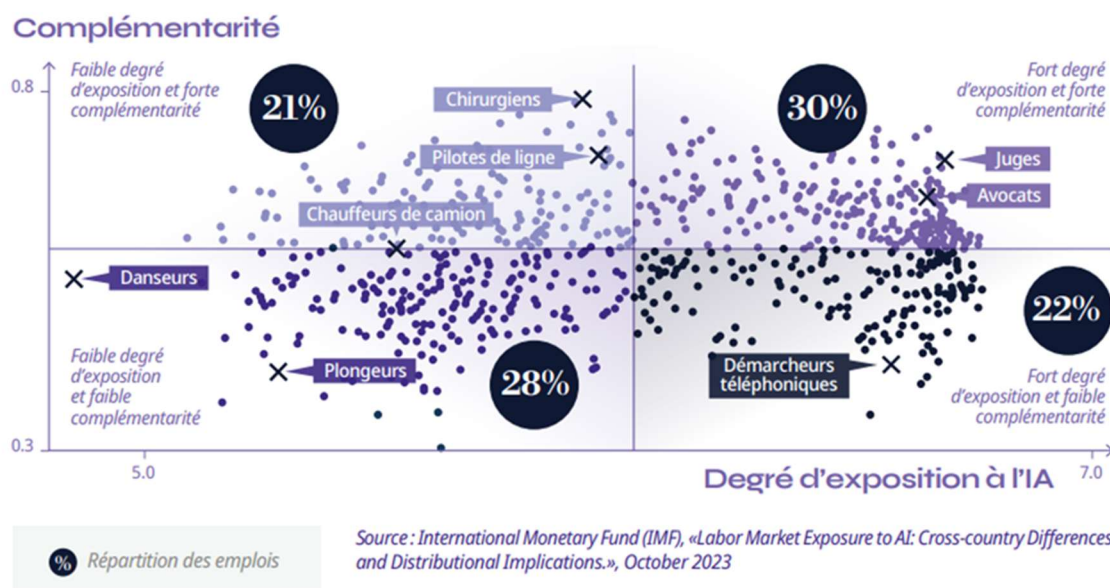 Complémentarité
0.8
Faible degré
d'exposition et forte
complémentarité
21%
Chirurgiens
Pilotes de ligne
Chauffeurs de camion
30%
Fort degré
d'exposition et forte
complémentarité
Juges
Avocats
Danseurs
Faible degré
d'exposition
et faible
complémentarité
Plongeurs
28%
Démarcheurs
téléphoniques
22%
Fort degré
d'exposition et faible
complémentarité
0.3
5.0
Degré d'exposition à l'IA
7.0
% Répartition des emplois
Source : International Monetary Fund (IMF), «Labor Market Exposure to AI: Cross-country Differences
and Distributional Implications.», October 2023